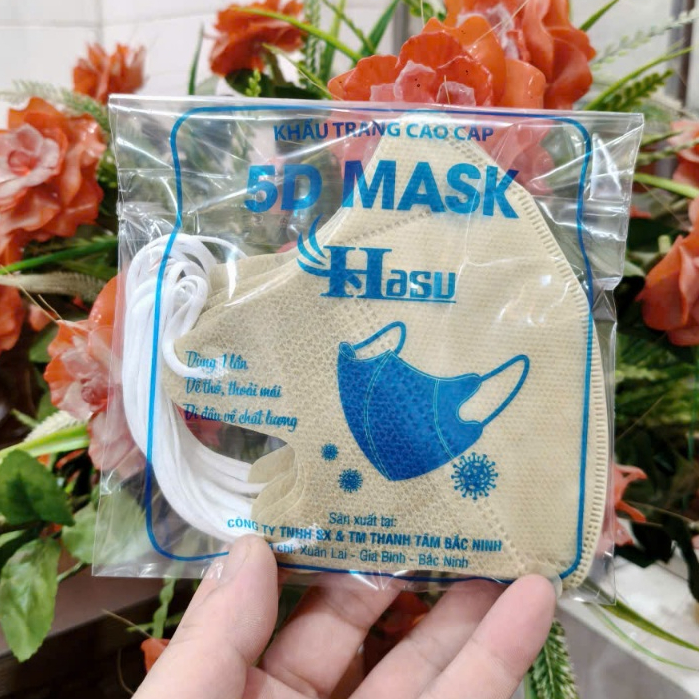 KHẨU TRANG CAO CẤP
5D MASK
Hasu
Dùng 1 lần
Dễ thở, thoải mái
Đi đầu về chất lượng
Sản xuất tại:
CÔNG TY TNHH SX & TM THANH TÂM BẮC NINH
chỉ: Xuân Lai - Gia Bình - Bắc Ninh